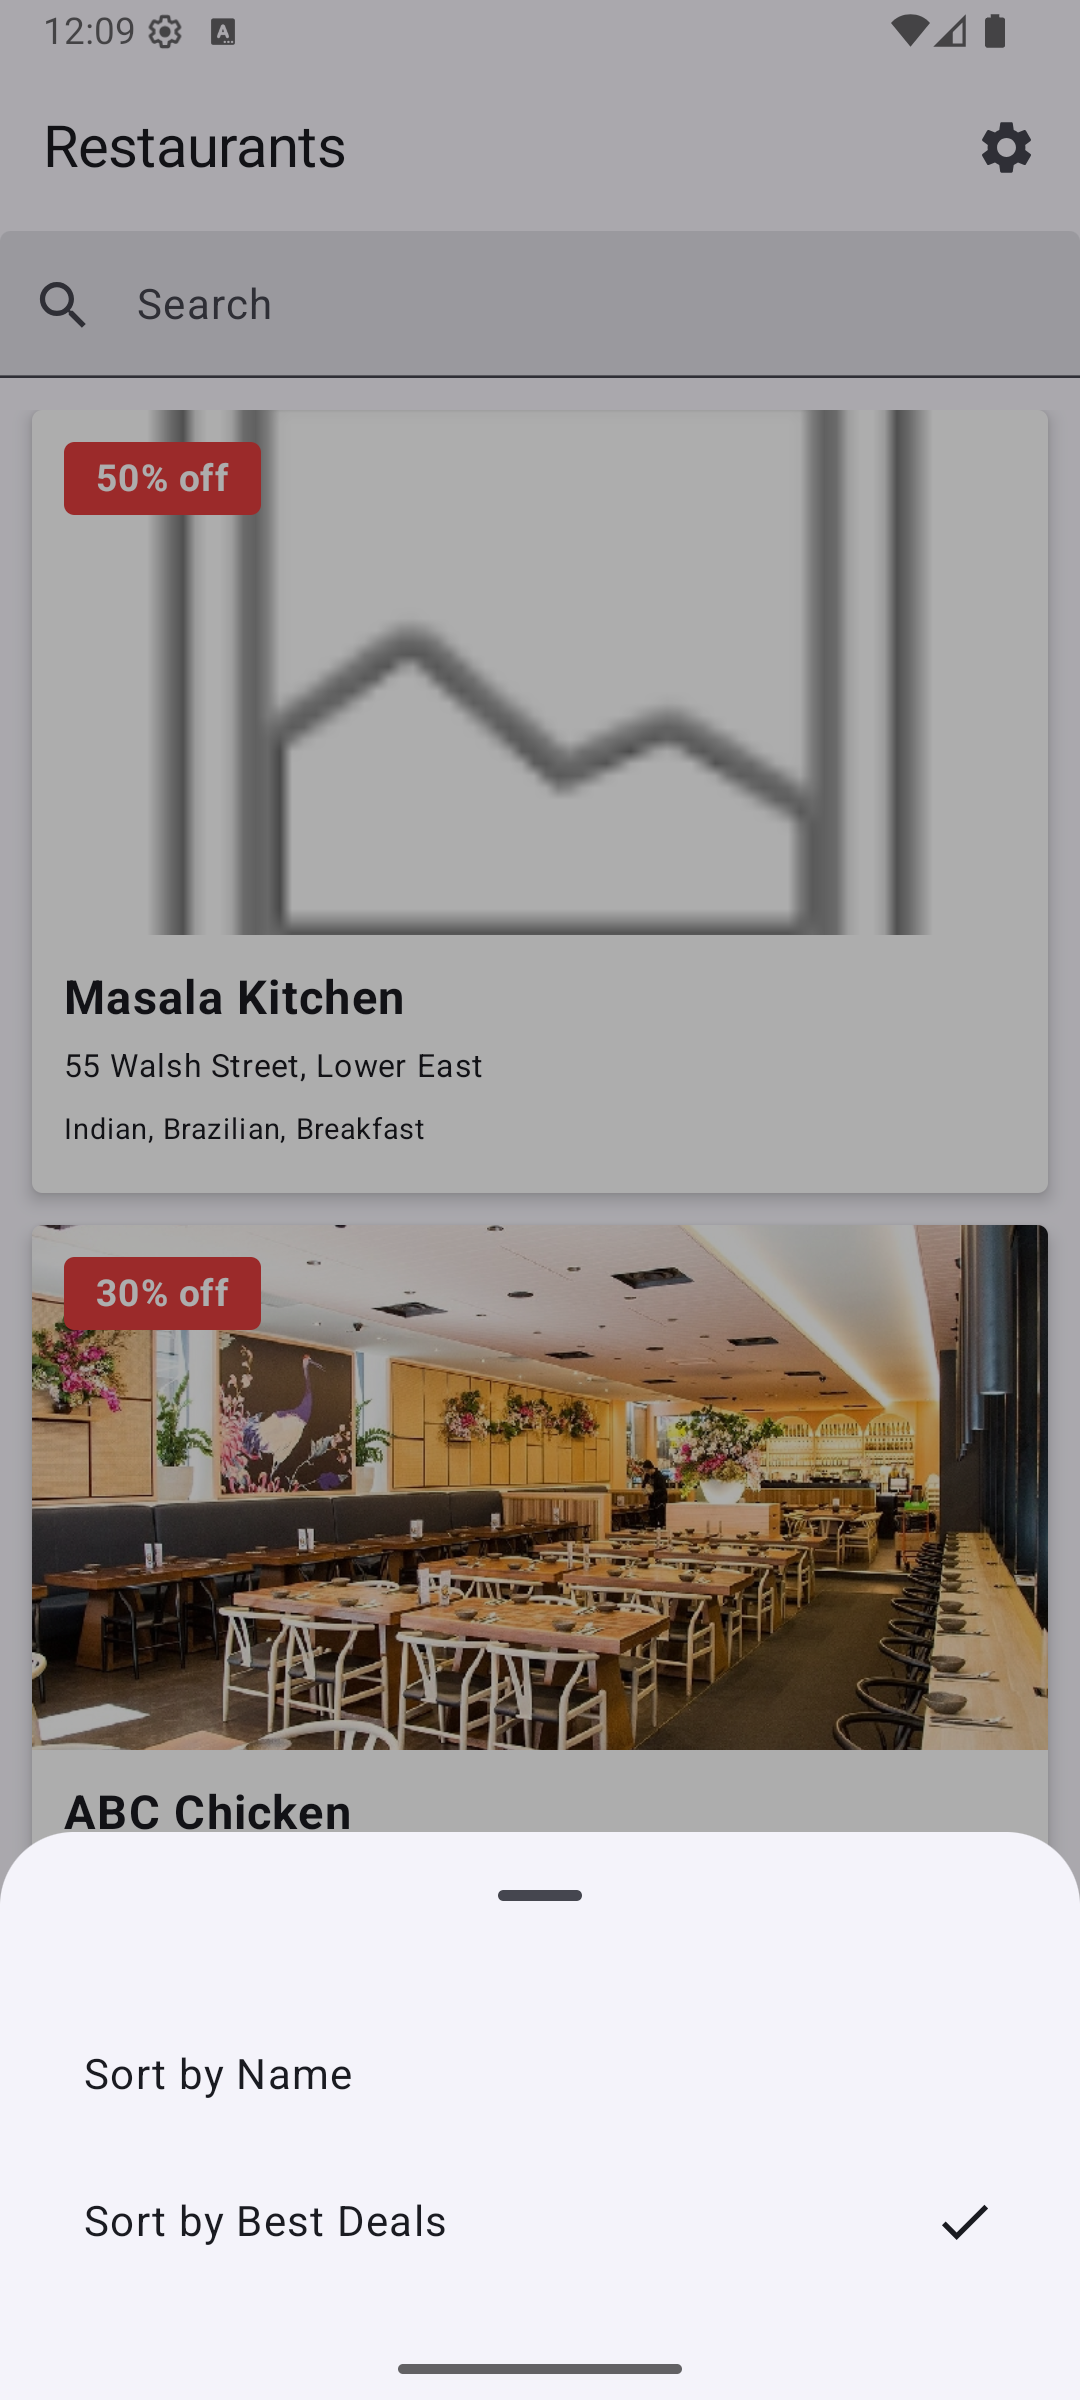 12:09
Restaurants
Search
50% off
Masala Kitchen
55 Walsh Street, Lower East
Indian, Brazilian, Breakfast
30% off
ABC Chicken
Sort by Name
Sort by Best Deals